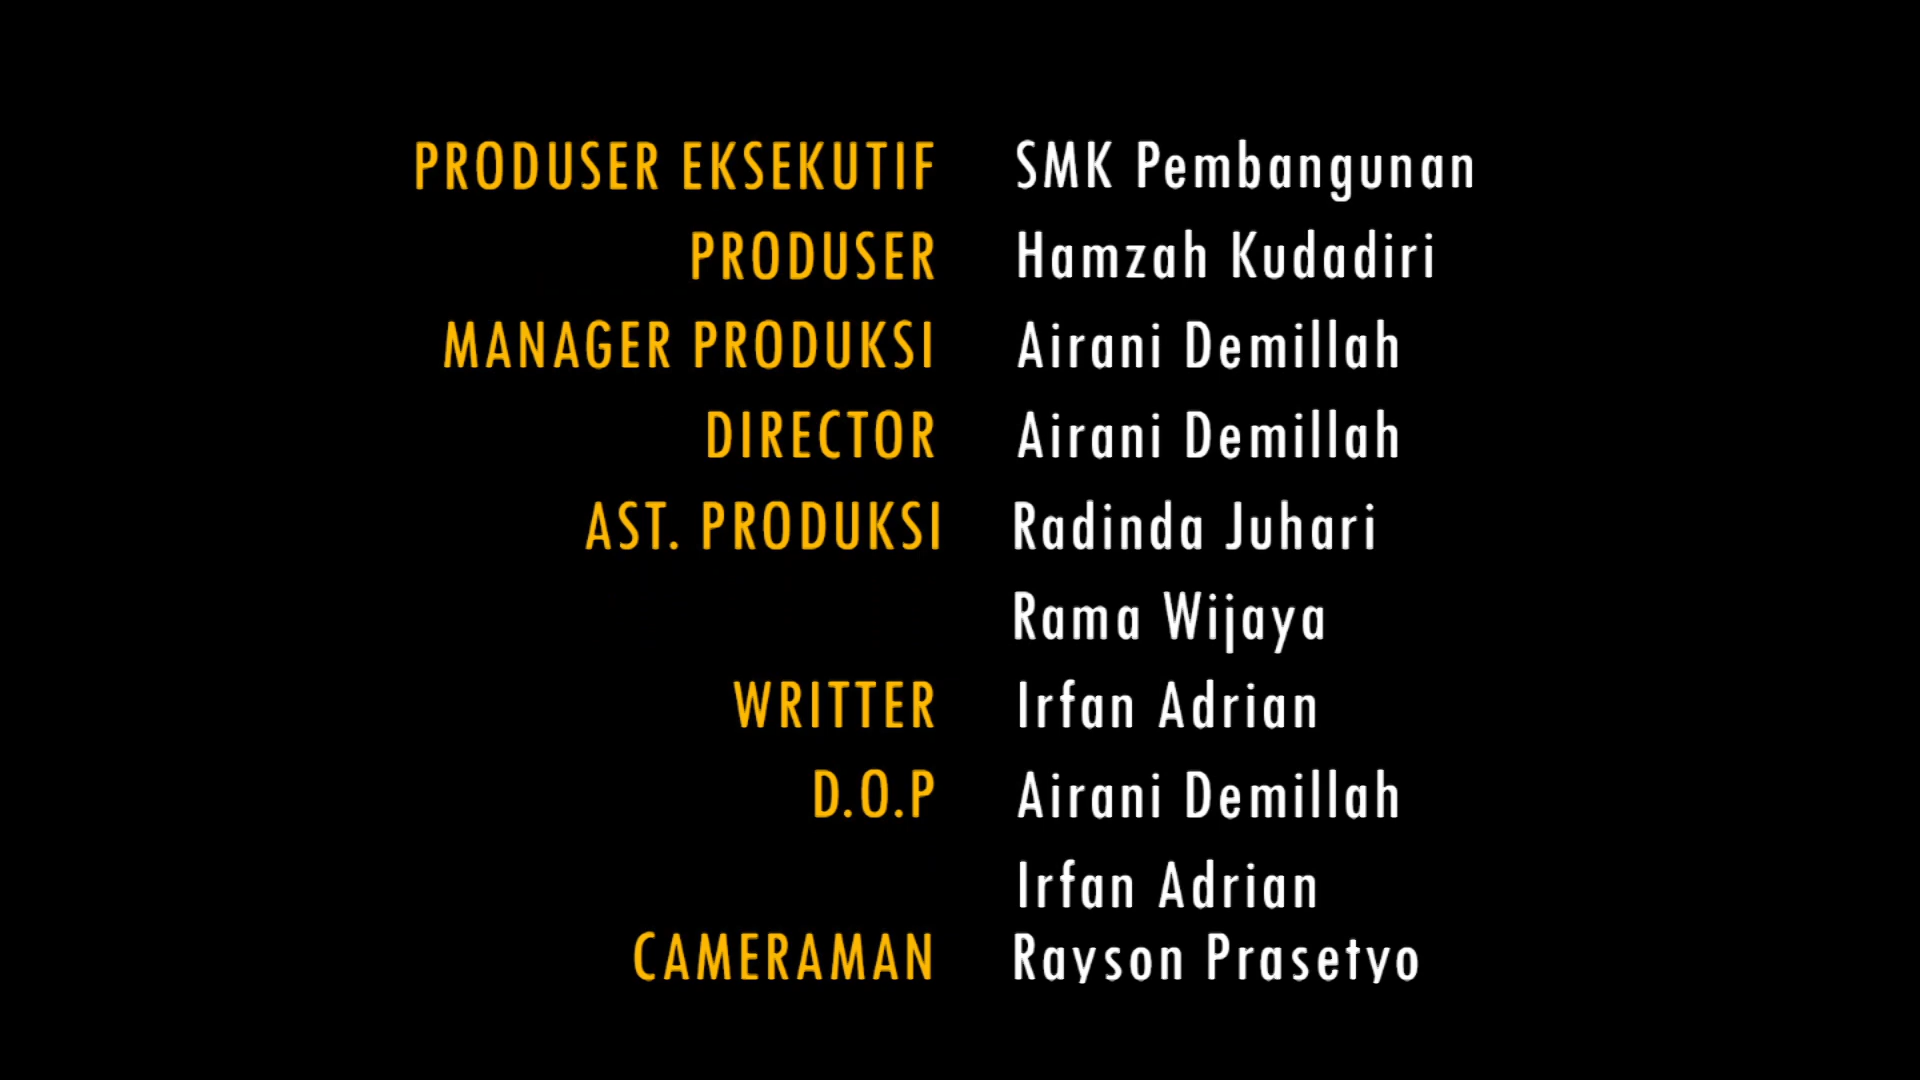 PRODUSER EKSEKUTIF SMK Pembangunan
PRODUSER Hamzah Kudadiri
MANAGER PRODUKSI Airani Demillah
DIRECTOR Airani Demillah
AST. PRODUKSI Radinda Juhari
Rama Wijaya
WRITTER Irfan Adrian
D.O.P Airani Demillah
Irfan Adrian
CAMERAMAN Rayson Prasetyo